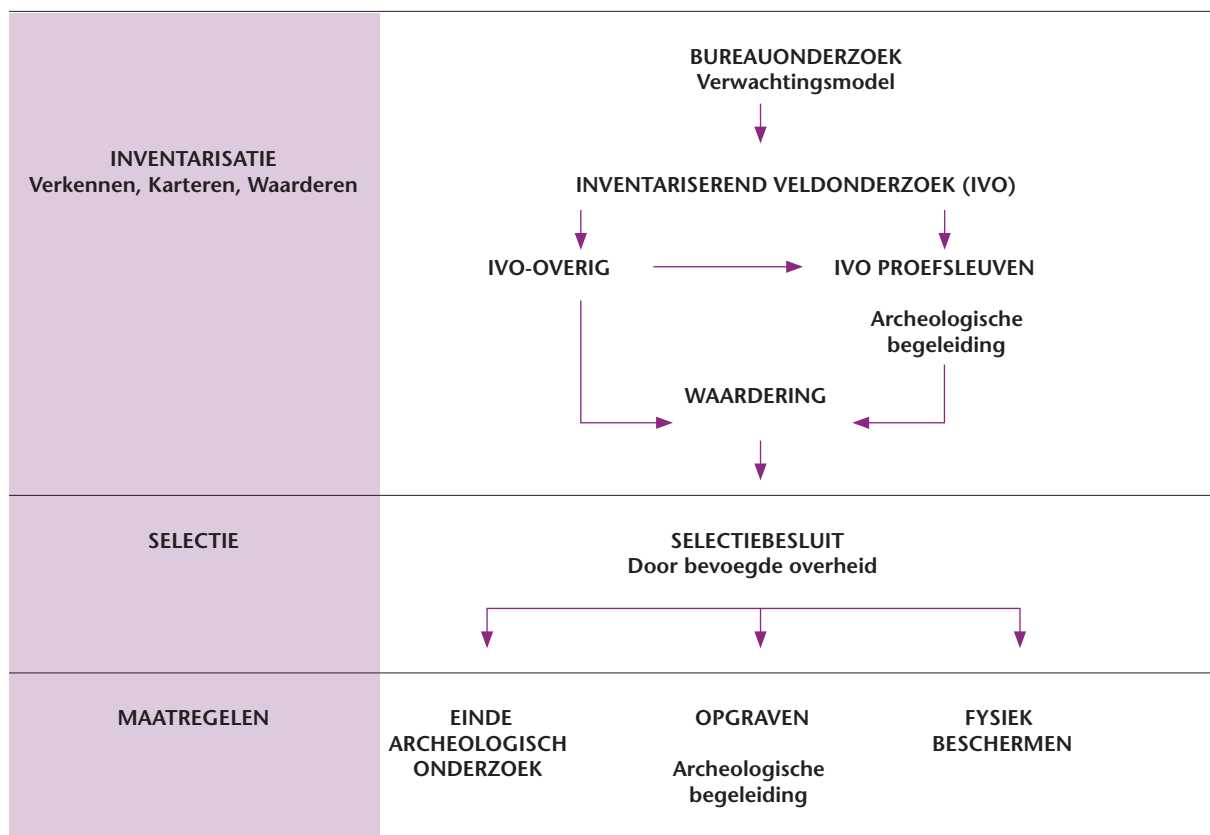 BUREAUONDERZOEK
Verwachtingsmodel
INVENTARISATIE
Verkennen, Karteren, Waarderen
INVENTARISEREND VELDONDERZOEK (IVO)
IVO-OVERIG
IVO PROEFSLEUVEN
Archeologische
begeleiding
WAARDERING
SELECTIE
SELECTIEBESLUIT
Door bevoegde overheid
MAATREGELEN
EINDE
ARCHEOLOGISCH
ONDERZOEK
OPGRAVEN
Archeologische
begeleiding
FYSIEK
BESCHERMEN